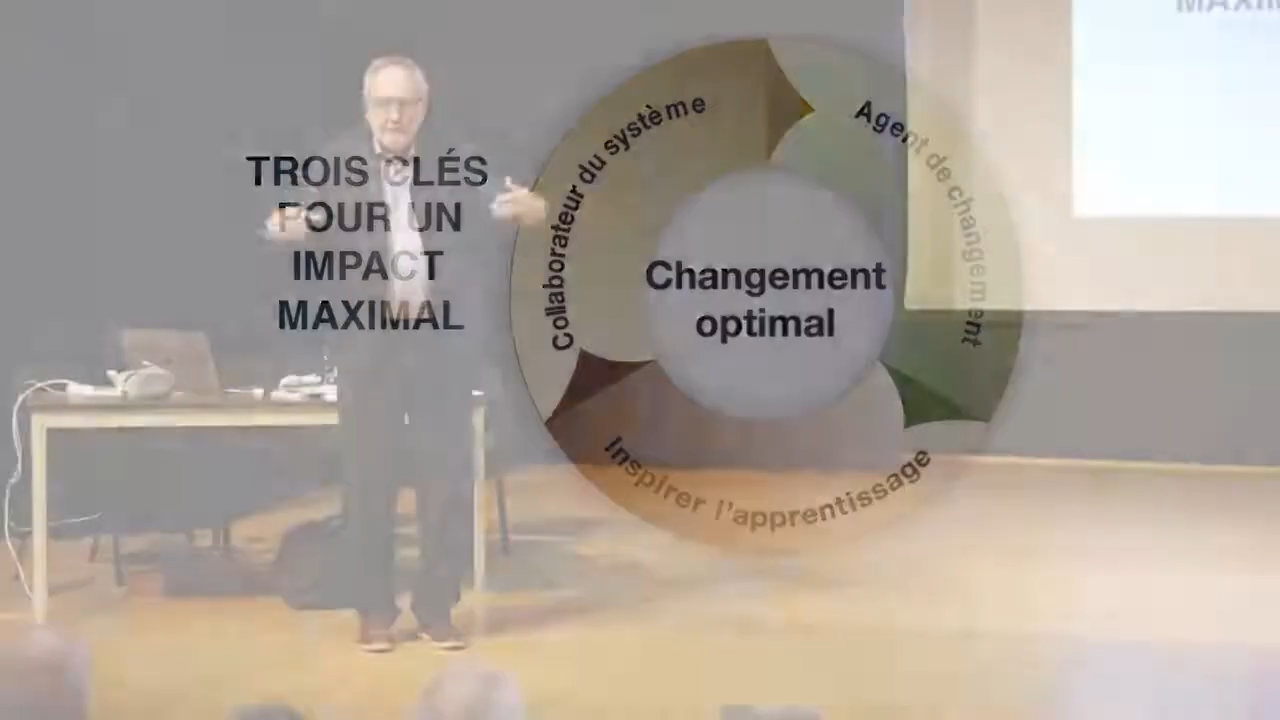 TROIS CLÉS
POUR UN
IMPACT
MAXIMAL
Collaborateur du système
Agent de changement
Changement
optimal
Inspirer l'apprentissage